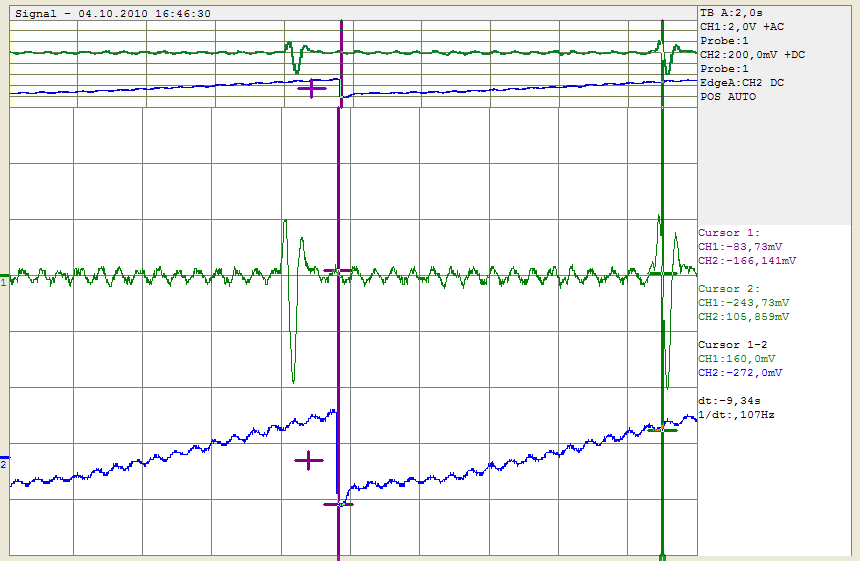 Signal - 04.10.2010 16:46:30
TB A:2,0s
CH1:2,0V +AC
Probe:1
CH2:200,0mV +DC
Probe:1
EdgeA:CH2 DC
POS AUTO
Cursor 1:
CH1:-83,73mV
CH2:-166,141mV
Cursor 2:
CH1:-243,73mV
CH2:105,859mV
Cursor 1-2
CH1:160,0mV
CH2:-272,0mV
dt:-9,34s
1/dt:,107Hz
1
2